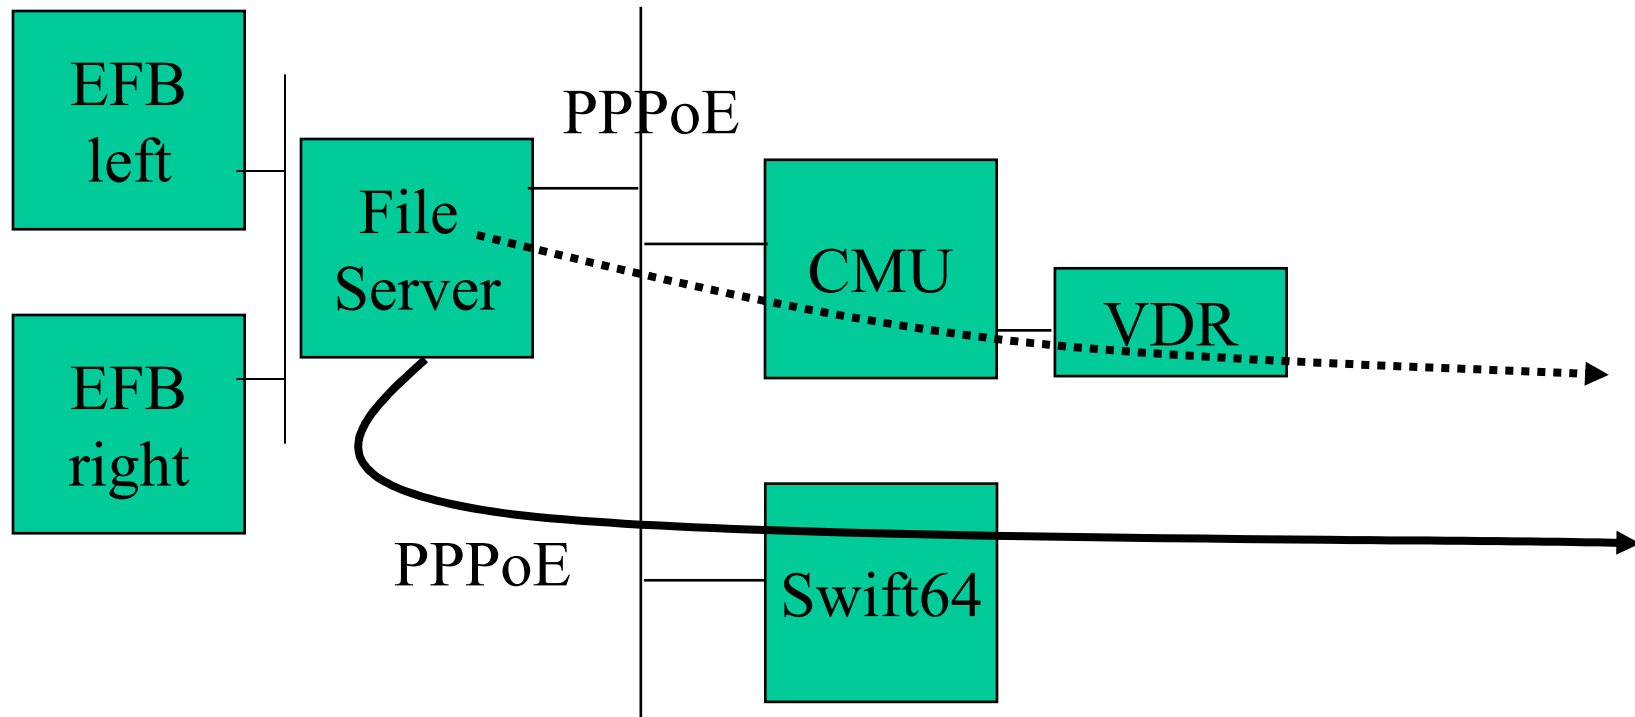 EFB
left
PPPoE
File
Server
CMU
VDR
EFB
right
PPPoE
Swift64